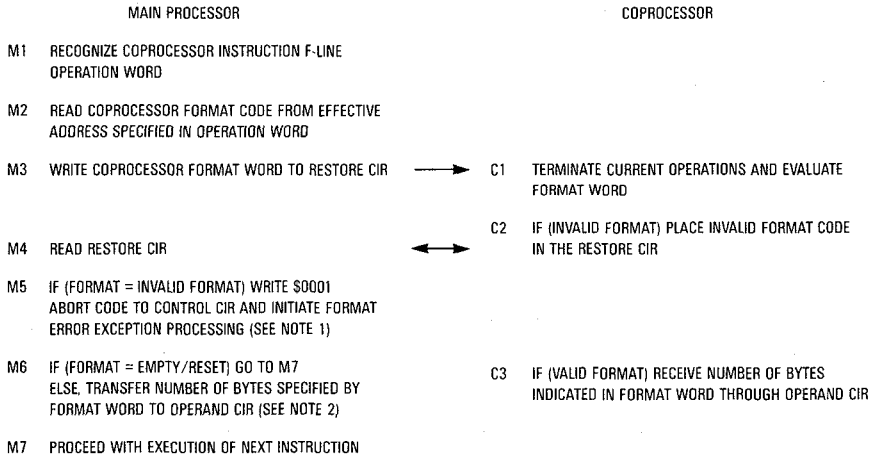 MAIN PROCESSOR
COPROCESSOR
M1 RECOGNIZE COPROCESSOR INSTRUCTION F-LINE
OPERATION WORD
M2 READ COPROCESSOR FORMAT CODE FROM EFFECTIVE
ADDRESS SPECIFIED IN OPERATION WORD
M3 WRITE COPROCESSOR FORMAT WORD TO RESTORE CIR
C1 TERMINATE CURRENT OPERATIONS AND EVALUATE
FORMAT WORD
C2 IF (INVALID FORMAT) PLACE INVALID FORMAT CODE
IN THE RESTORE CIR
M4 READ RESTORE CIR
M5 IF (FORMAT = INVALID FORMAT) WRITE $0001
ABORT CODE TO CONTROL CIR AND INITIATE FORMAT
ERROR EXCEPTION PROCESSING (SEE NOTE 1)
M6 IF (FORMAT = EMPTY/RESET) GO TO M7
ELSE, TRANSFER NUMBER OF BYTES SPECIFIED BY
FORMAT WORD TO OPERAND CIR (SEE NOTE 2)
C3 IF (VALID FORMAT) RECEIVE NUMBER OF BYTES
INDICATED IN FORMAT WORD THROUGH OPERAND CIR
M7 PROCEED WITH EXECUTION OF NEXT INSTRUCTION